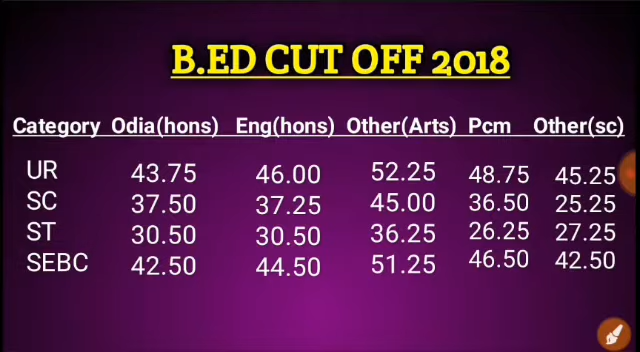 B.ED CUT OFF 2018
Category Odia(hons) Eng(hons) Other(Arts) Pcm Other(sc)
UR 43.75 46.00 52.25 48.75 45.25
SC 37.50 37.25 45.00 36.50 25.25
ST 30.50 30.50 36.25 26.25 27.25
SEBC 42.50 44.50 51.25 46.50 42.50